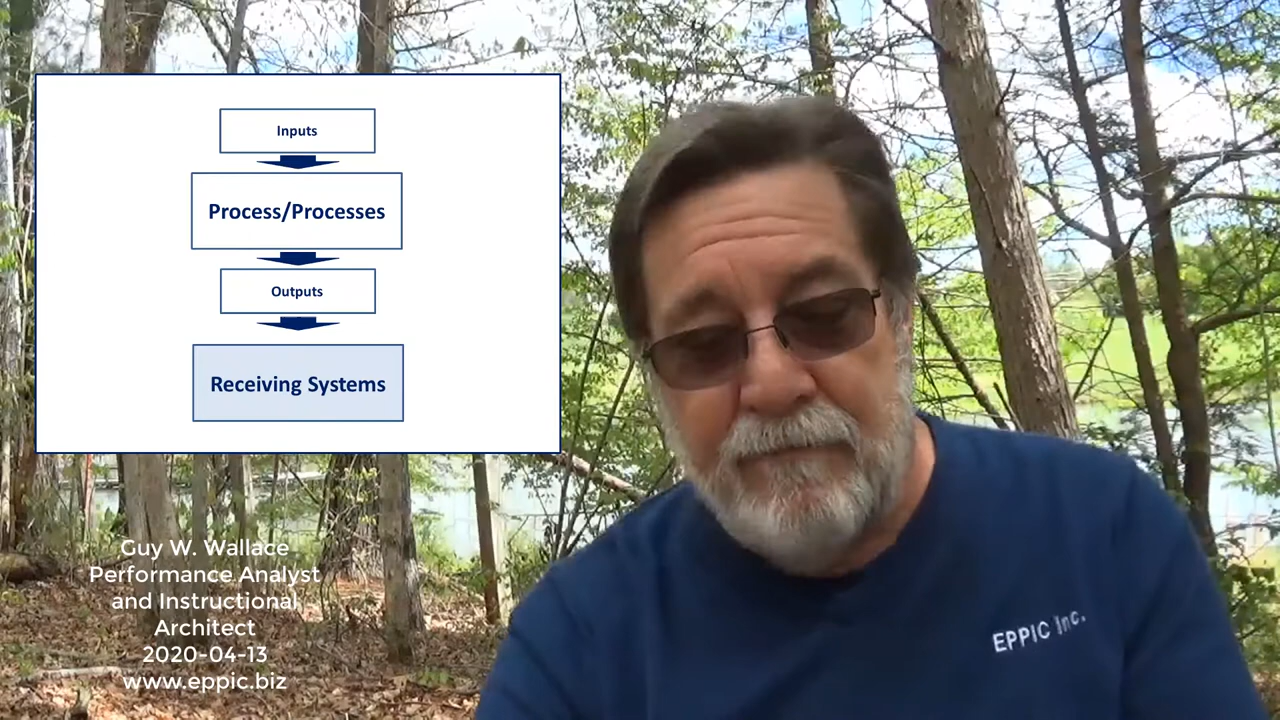 Inputs
Process/Processes
Outputs
Receiving Systems
Guy W. Wallace
Performance Analyst
and Instructional
Architect
2020-04-13
www.eppic.biz
EPPIC Inc.